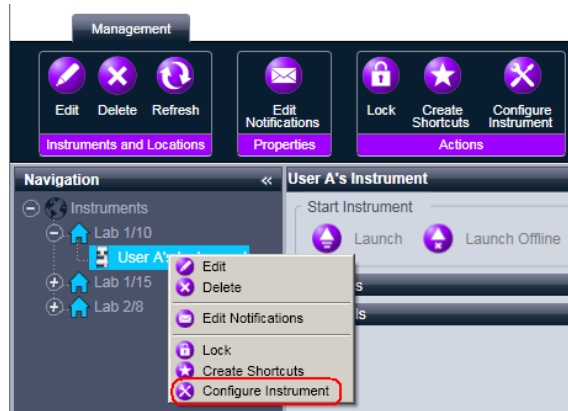 Management
Edit Delete Refresh
Edit
Notifications
Lock
Create
Shortcuts
Configure
Instrument
Instruments and Locations
Properties
Actions
Navigation «
User A's Instrument
Instruments
Start Instrument
Lab 1/10
Launch Launch Offline
User A's
Edit
Lab 1/15
Delete
Lab 2/8
Edit Notifications
Lock
Create Shortcuts
Configure Instrument